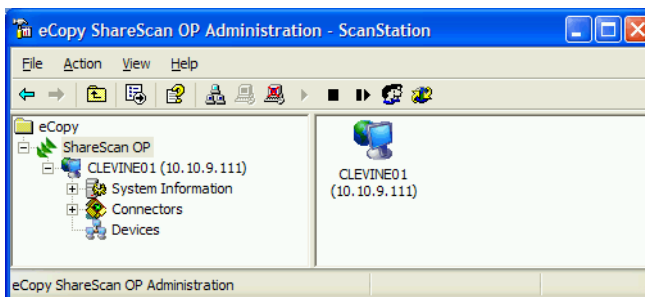 eCopy ShareScan OP Administration - ScanStation
File Action View Help
eCopy
ShareScan OP
CLEVINE01 (10.10.9.111)
System Information
Connectors
Devices
CLEVINE01
(10.10.9.111)
eCopy ShareScan OP Administration